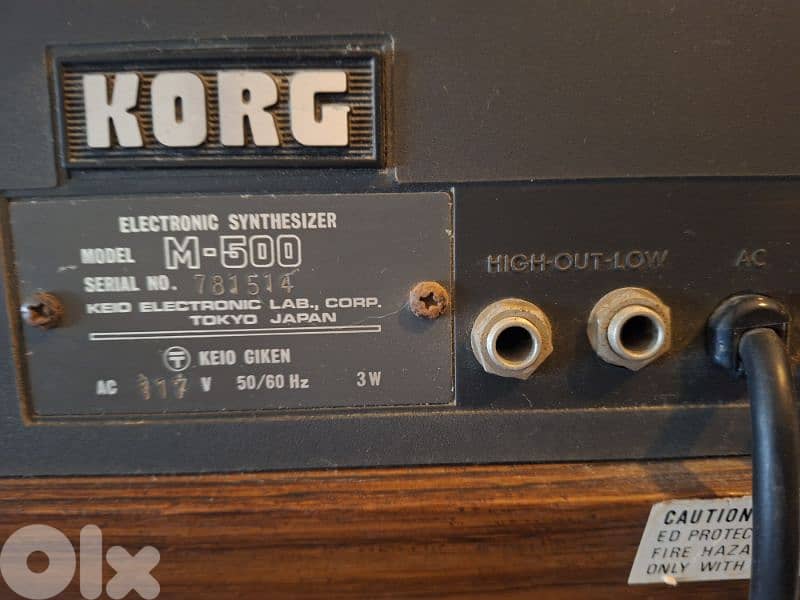 KORG
ELECTRONIC SYNTHESIZER
MODEL M-500
SERIAL NO. 781514
KEIO ELECTRONIC LAB., CORP.
TOKYO JAPAN
KEIO GIKEN
AC 117 V 50/60 Hz 3W
HIGH-OUT-LOW
AC
CAUTION
ED PROTEC
FIRE HAZA
ONLY WITH
Olx